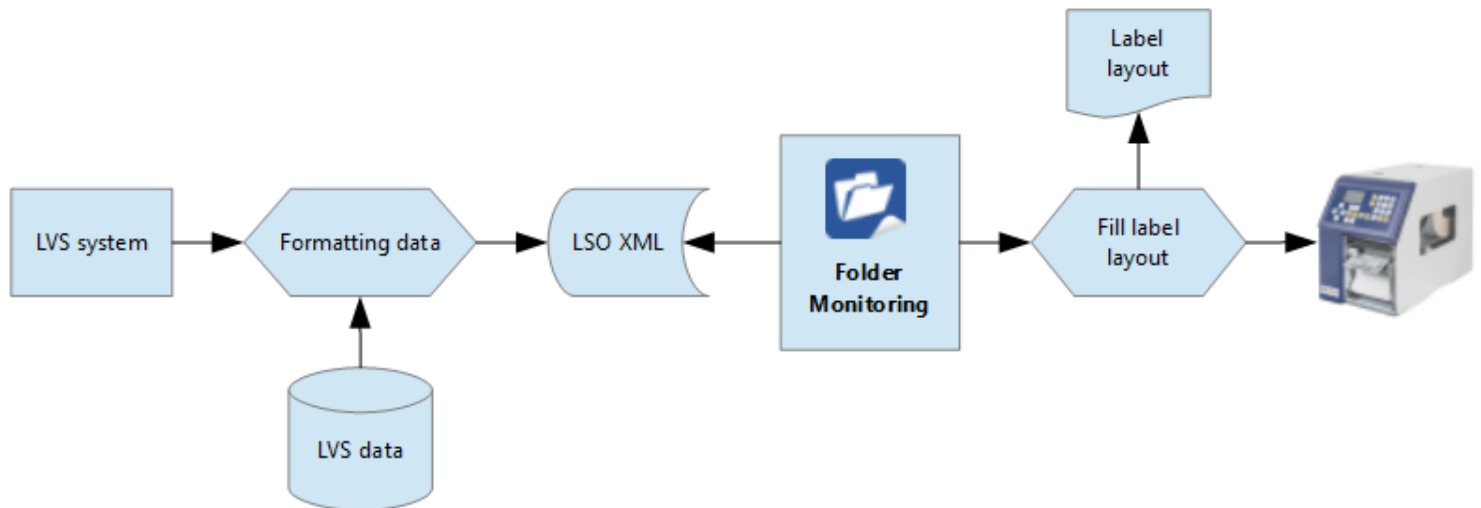 Label
layout
LVS system
Formatting data
LSO XML
Folder
Monitoring
Fill label
layout
LVS data